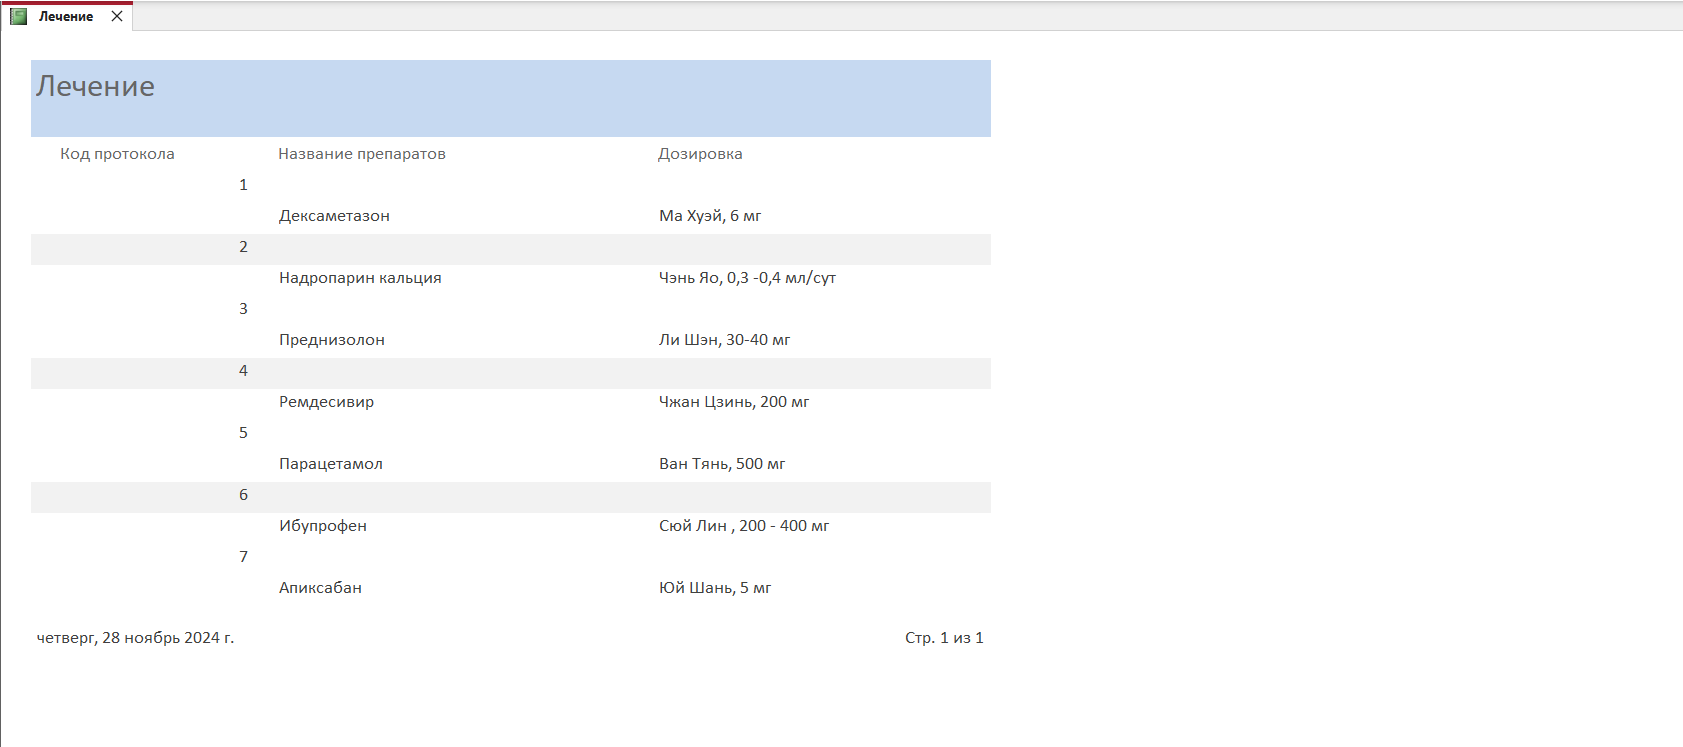 Лечение
Лечение
Код протокола Название препаратов Дозировка
1
Дексаметазон Ма Хуэй, 6 мг
2
Надропарин кальция Чэнь Яо, 0,3 -0,4 мл/сут
3
Преднизолон Ли Шэн, 30-40 мг
4
Ремдесивир Чжан Цзинь, 200 мг
5
Парацетамол Ван Тянь, 500 мг
6
Ибупрофен Сюй Лин , 200 - 400 мг
7
Апиксабан Юй Шань, 5 мг
четверг, 28 ноябрь 2024 г. Стр. 1 из 1